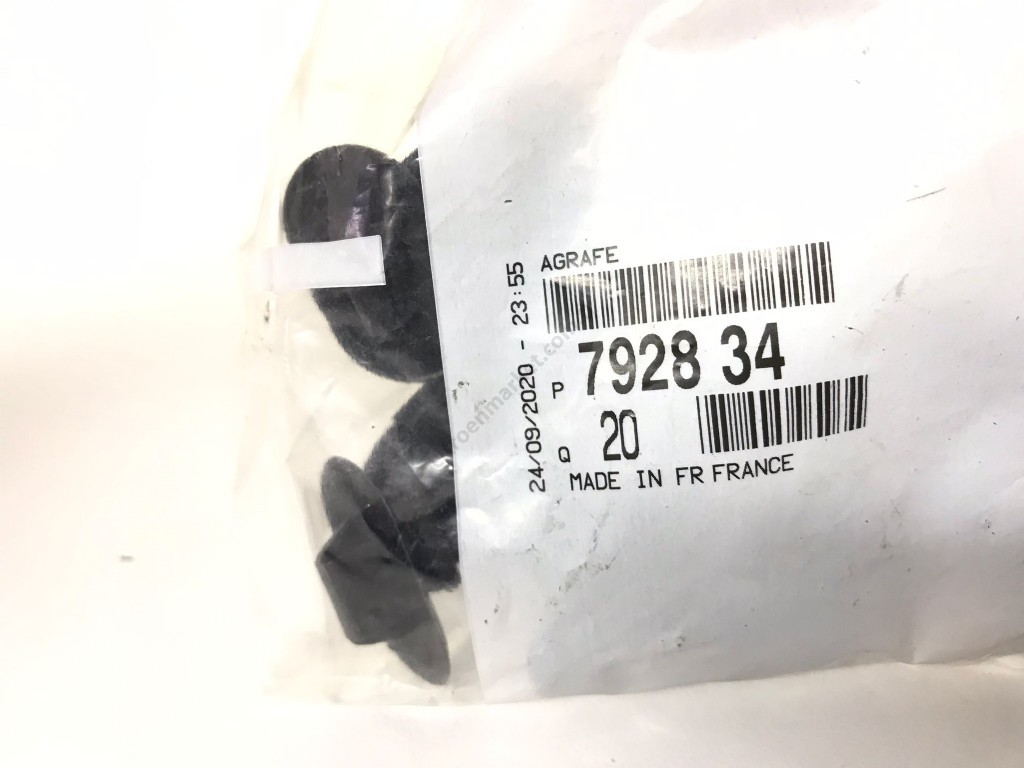 AGRAFE
P 7928 34
Q 20
MADE IN FR FRANCE
24/09/2020 - 23:55